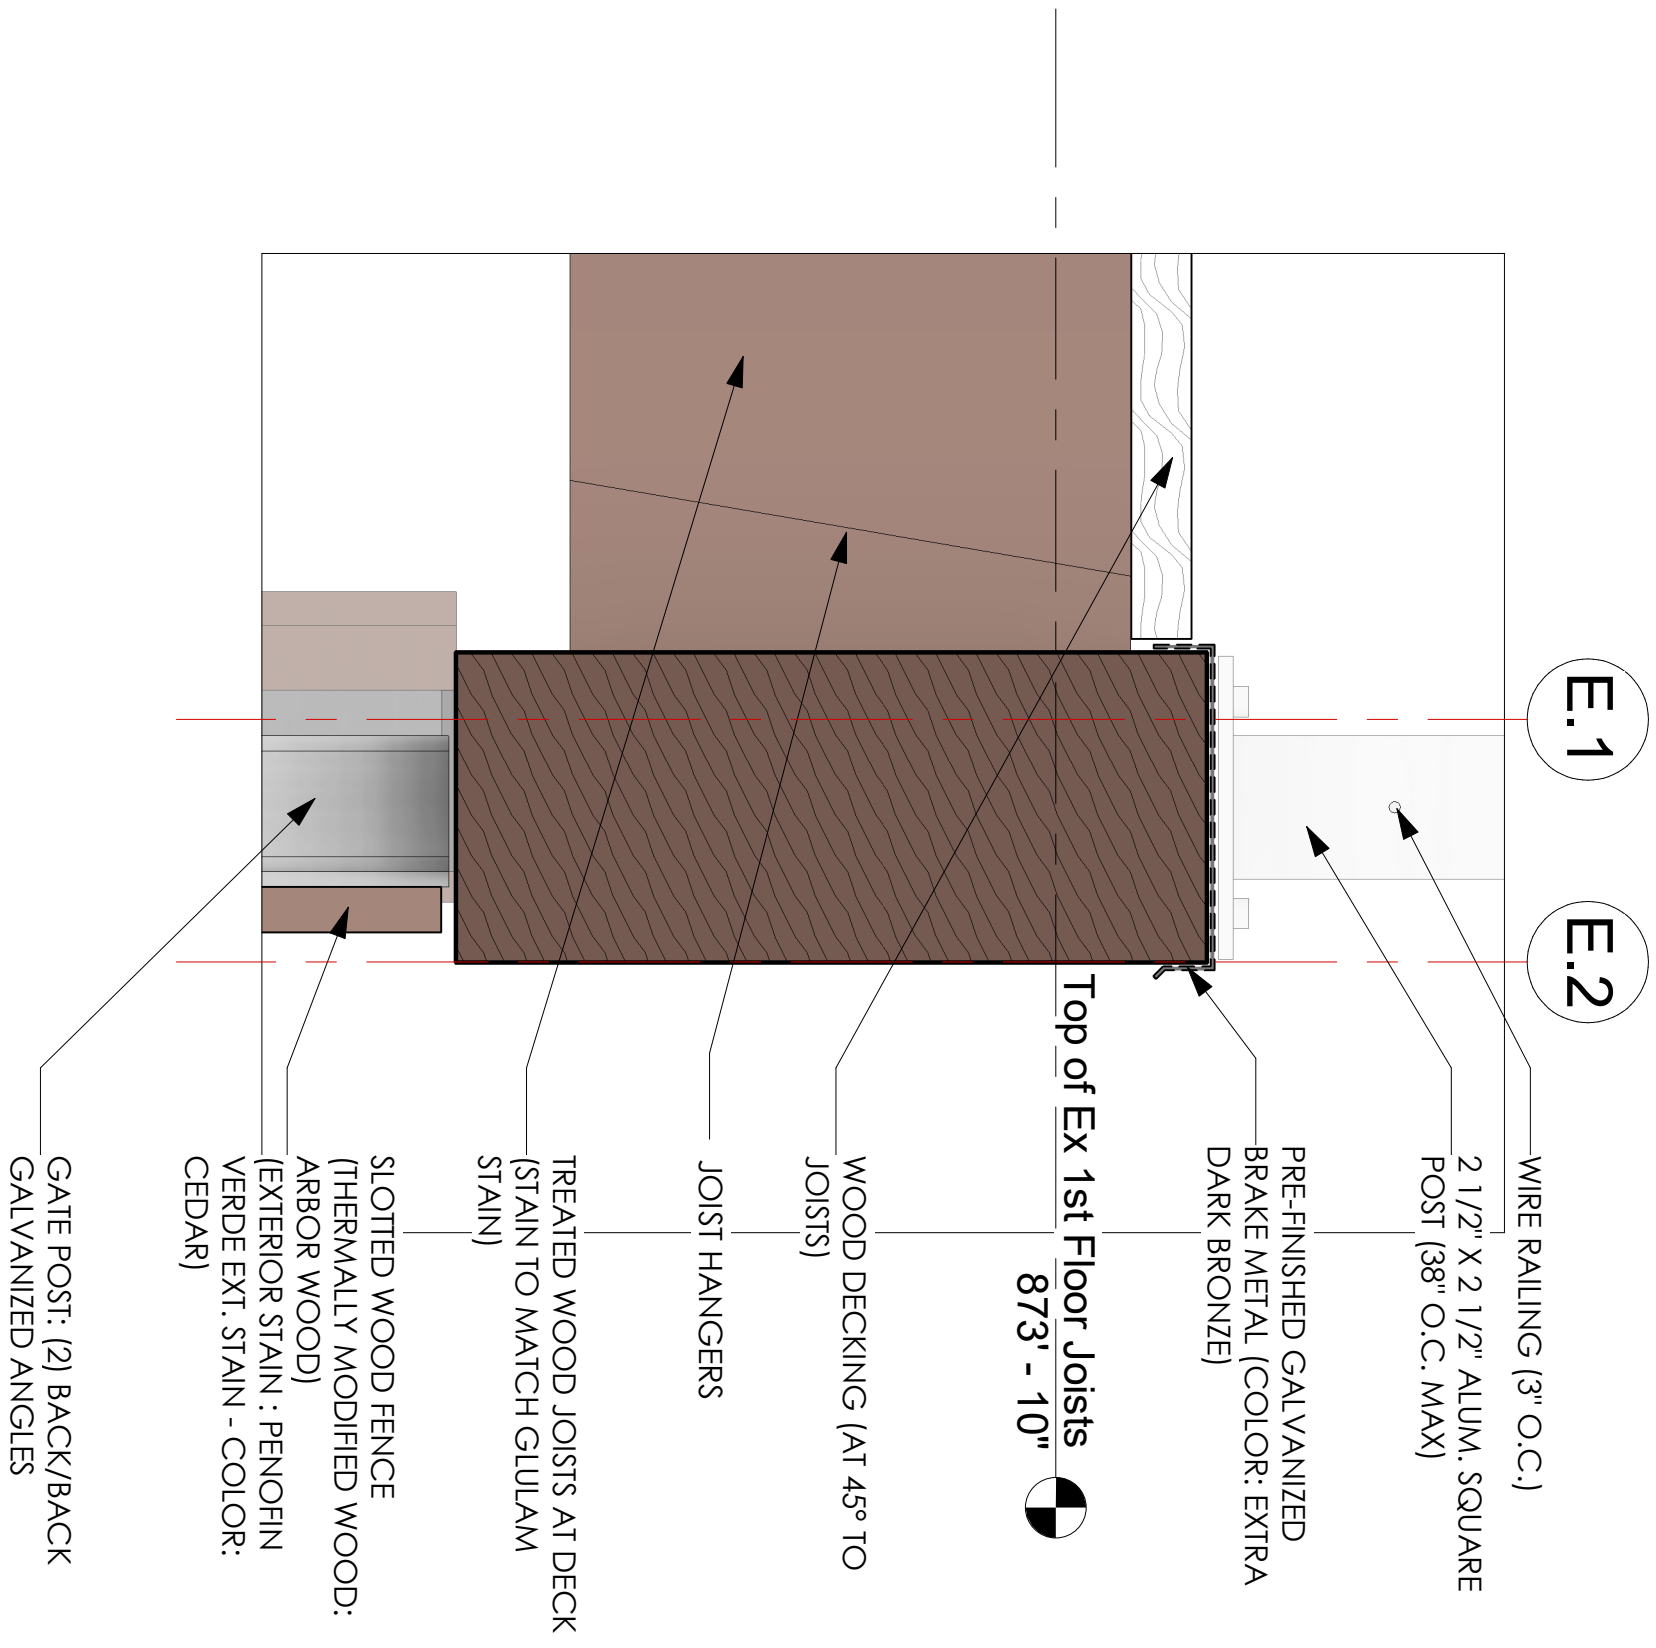 E.1
E.2
WIRE RAILING (3" O.C.)
2 1/2" X 2 1/2" ALUM. SQUARE
POST (38" O.C. MAX)
PRE-FINISHED GALVANIZED
BRAKE METAL (COLOR: EXTRA
DARK BRONZE)
Top of Ex 1st Floor Joists
873' - 10"
WOOD DECKING (AT 45° TO
JOISTS)
JOIST HANGERS
TREATED WOOD JOISTS AT DECK
(STAIN TO MATCH GLULAM
STAIN)
SLOTTED WOOD FENCE
(THERMALLY MODIFIED WOOD:
ARBOR WOOD)
(EXTERIOR STAIN : PENOFIN
VERDE EXT. STAIN - COLOR:
CEDAR)
GATE POST: (2) BACK/BACK
GALVANIZED ANGLES